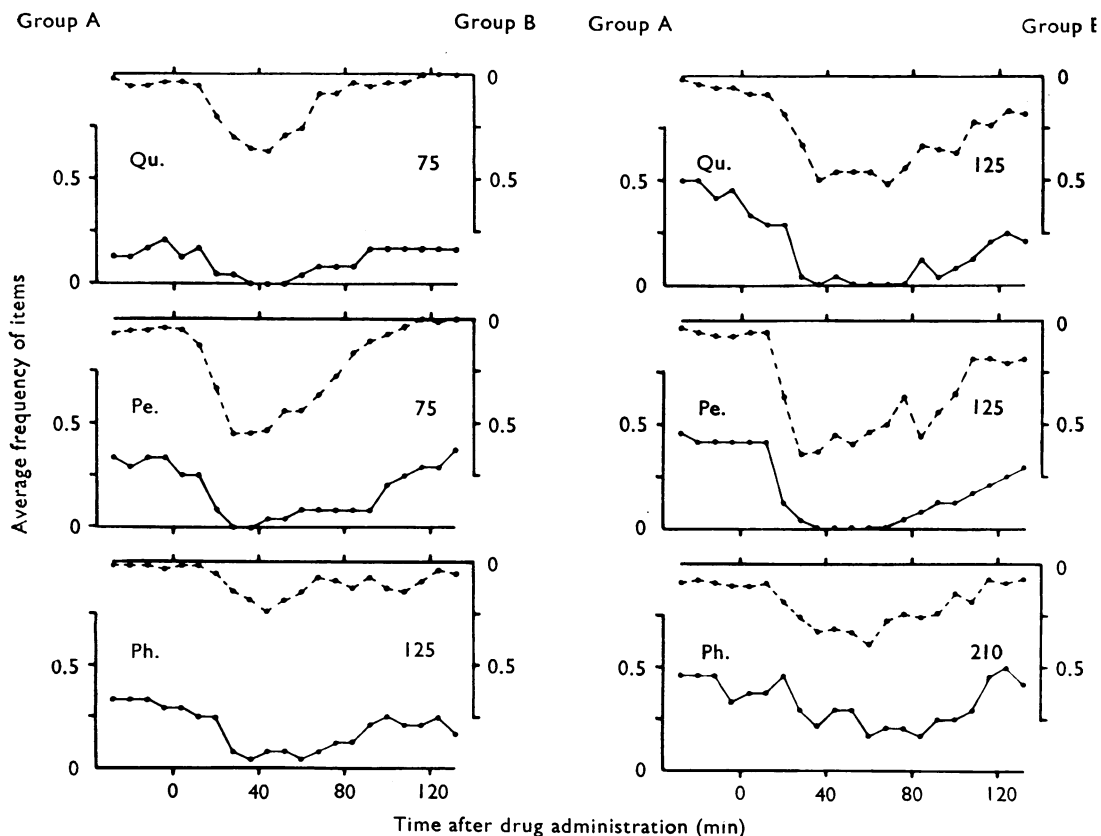 Group A Group B Group A Group
0 0
Qu. 75 Qu. 125
0.5 0.5 0.5 0.5
0 0
0 0
Pe. 75 Pe. 125
0.5 0.5 0.5 0.5
0 0
0 0
Ph. 125 Ph. 210
0.5 0.5 0.5 0.5
0 0
0 40 80 120 0 40 80 120
Time after drug administration (min)
Average frequency of items